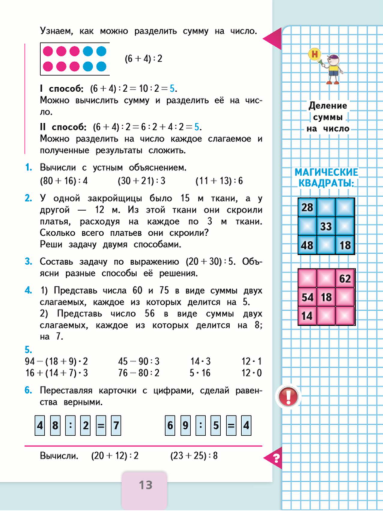 Узнаем, как можно разделить сумму на число.
(6 + 4) : 2
I способ: (6 + 4) : 2 = 10 : 2 = 5.
Можно вычислить сумму и разделить её на чис-
ло.
II способ: (6 + 4) : 2 = 6 : 2 + 4 : 2 = 5.
Можно разделить на число каждое слагаемое и
полученные результаты сложить.
1. Вычисли с устным объяснением.
(80 + 16) : 4 (30 + 21) : 3 (11 + 13) : 6
2. У одной закройщицы было 15 м ткани, а у
другой — 12 м. Из этой ткани они скроили
платья, расходуя на каждое по 3 м ткани.
Сколько всего платьев они скроили?
Реши задачу двумя способами.
3. Составь задачу по выражению (20 + 30) : 5. Объ-
ясни разные способы её решения.
4. 1) Представь числа 60 и 75 в виде суммы двух
слагаемых, каждое из которых делится на 5.
2) Представь число 56 в виде суммы двух
слагаемых, каждое из которых делится на 8;
на 7.
5.
94 − (18 + 9) · 2 45 − 90 : 3 14 · 3 12 · 1
16 + (14 + 7) · 3 76 − 80 : 2 5 · 16 12 · 0
6. Переставляя карточки с цифрами, сделай равен-
ства верными.
4 8 : 2 = 7 6 9 : 5 = 4
Вычисли. (20 + 12) : 2 (23 + 25) : 8
?
13
Н
Деление
суммы
на число
МАГИЧЕСКИЕ
КВАДРАТЫ:
28
33
48 18
62
54 18
14
!